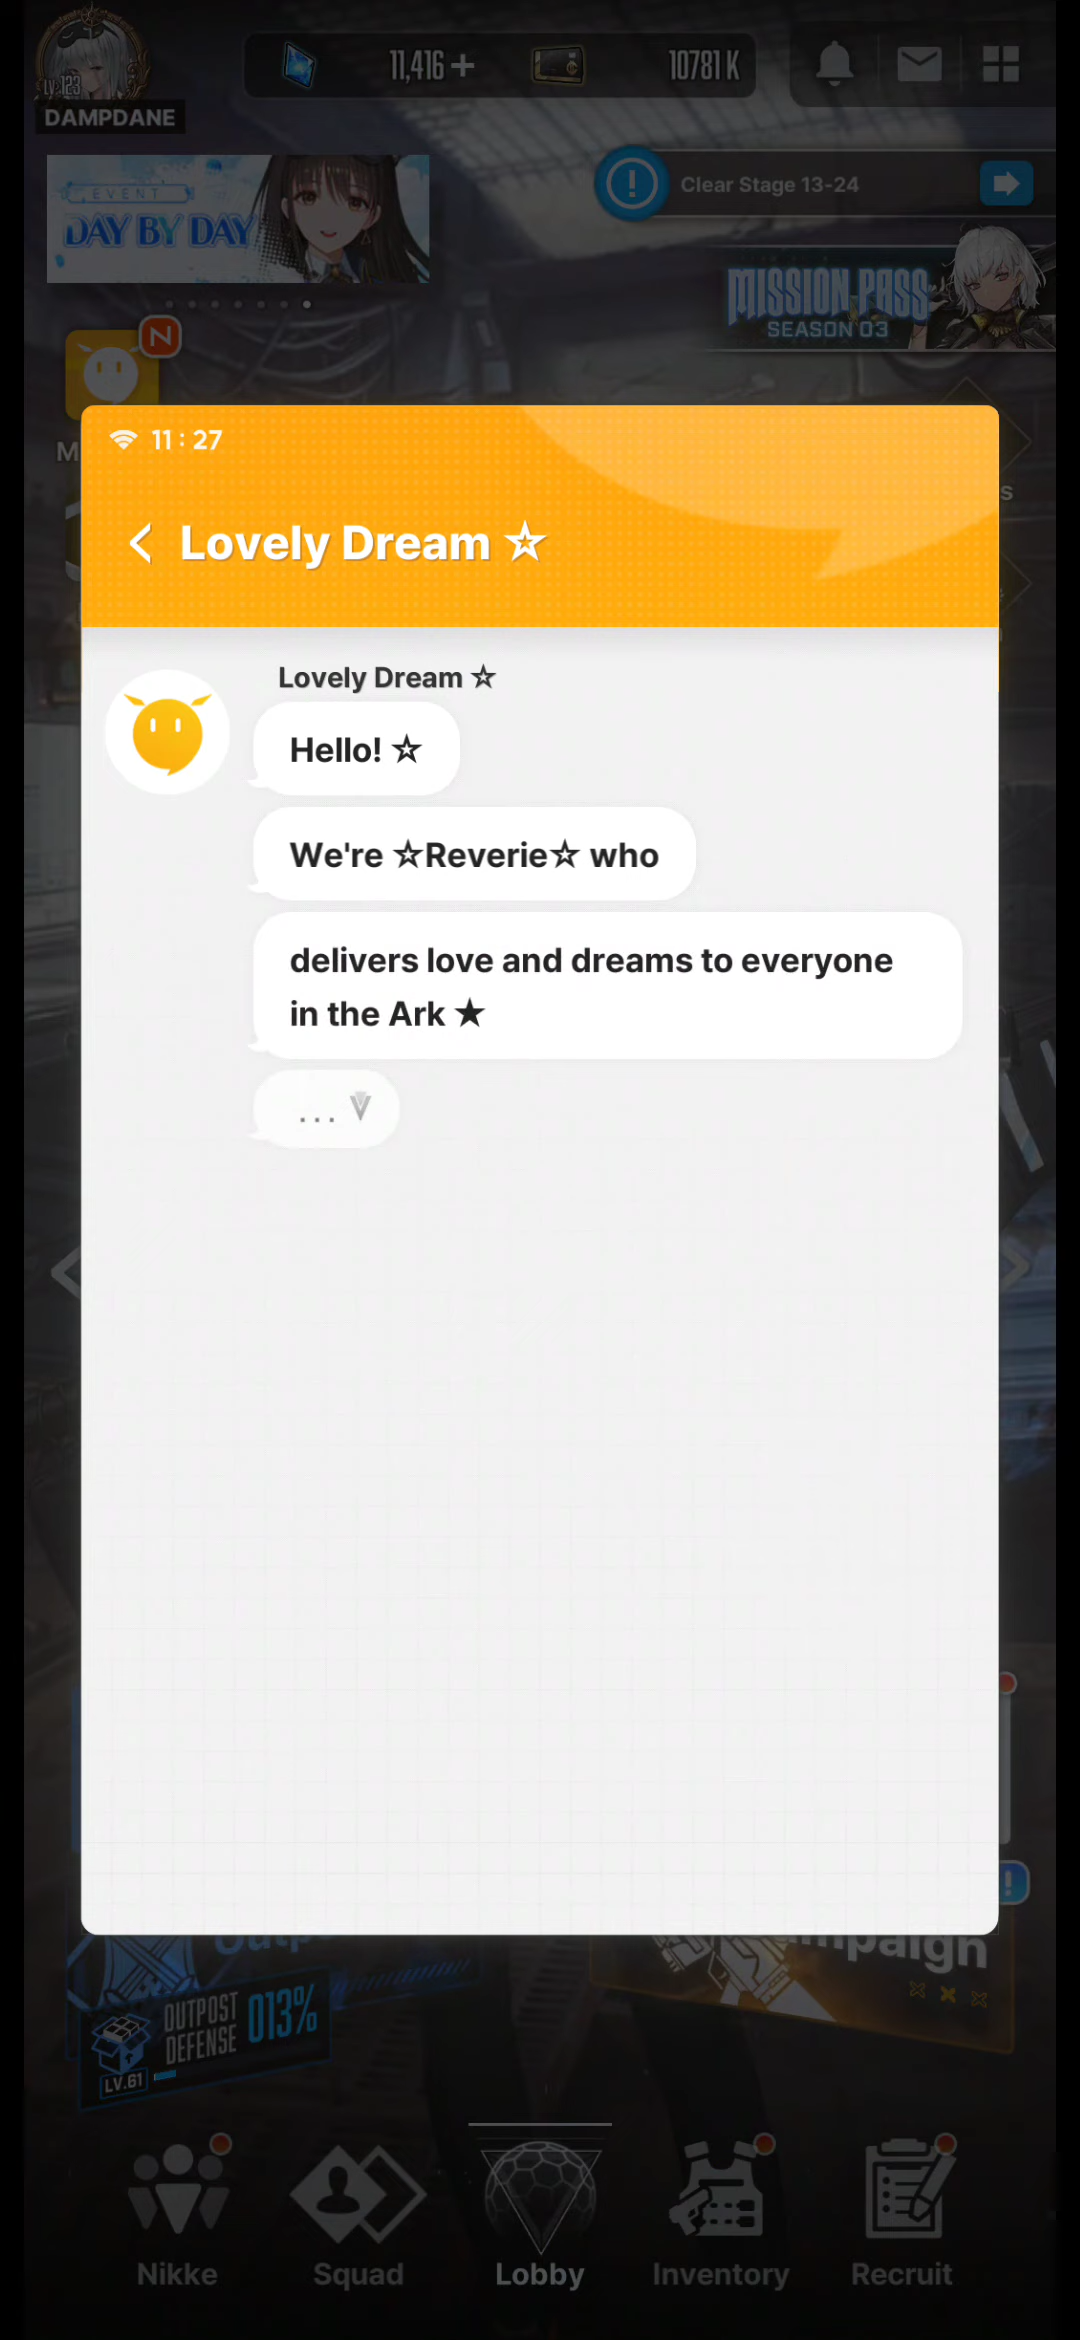 LV.123
11,416 +
10781 K
DAMPDANE
EVENT
DAY BY DAY
Clear Stage 13-24
MISSION PASS
SEASON 03
N
M
s
11 : 27
Lovely Dream ☆
Lovely Dream ☆
Hello! ☆
We're ☆Reverie☆ who
delivers love and dreams to everyone
in the Ark ★
...
OUTPOST
DEFENSE
013%
LV.61
Nikke
Squad
Lobby
Inventory
Recruit